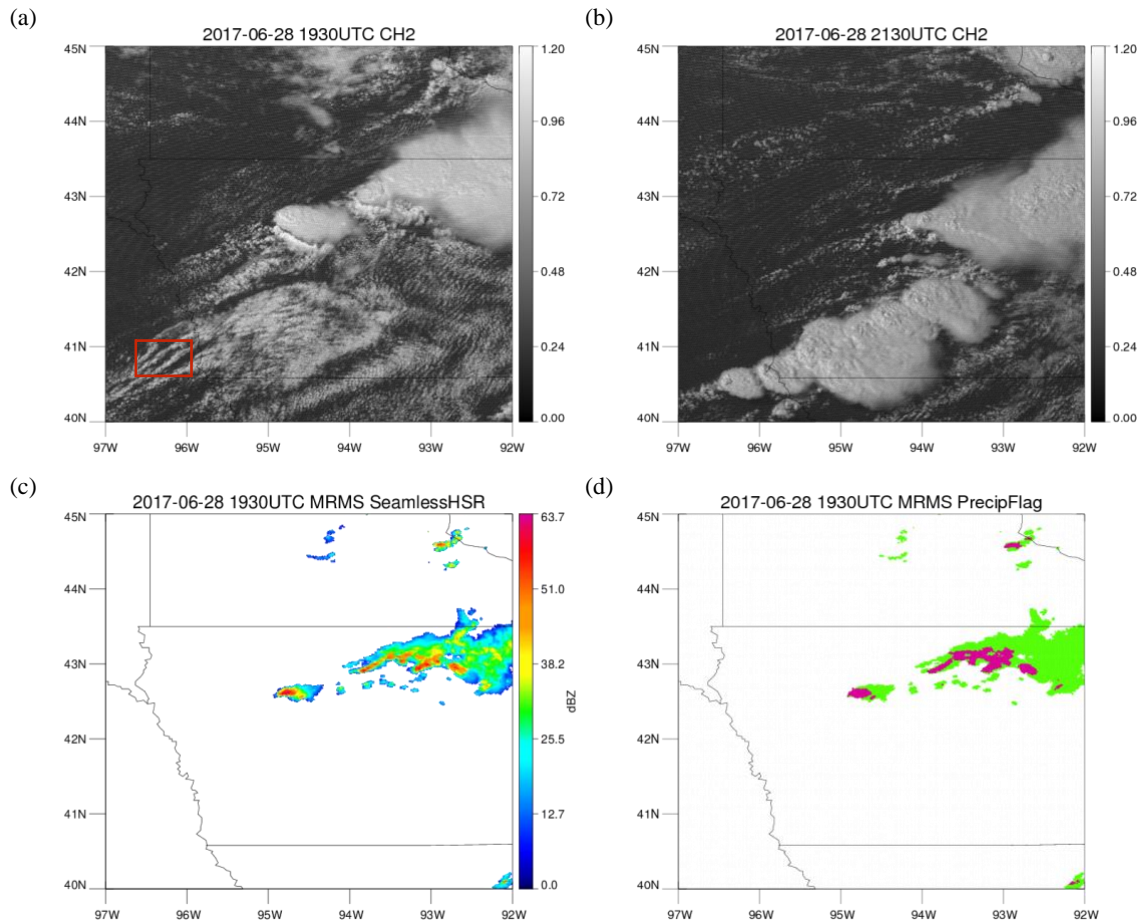 (a)
(b)
2017-06-28 1930UTC CH2
2017-06-28 2130UTC CH2
45N
44N
43N
42N
41N
40N
97W 96W 95W 94W 93W 92W
1.20
0.96
0.72
0.48
0.24
0.00
45N
44N
43N
42N
41N
40N
97W 96W 95W 94W 93W 92W
1.20
0.96
0.72
0.48
0.24
0.00
(c)
(d)
2017-06-28 1930UTC MRMS SeamlessHSR
2017-06-28 1930UTC MRMS PrecipFlag
45N
44N
43N
42N
41N
40N
97W 96W 95W 94W 93W 92W
63.7
51.0
38.2
25.5
12.7
0.0
dBZ
45N
44N
43N
42N
41N
40N
97W 96W 95W 94W 93W 92W